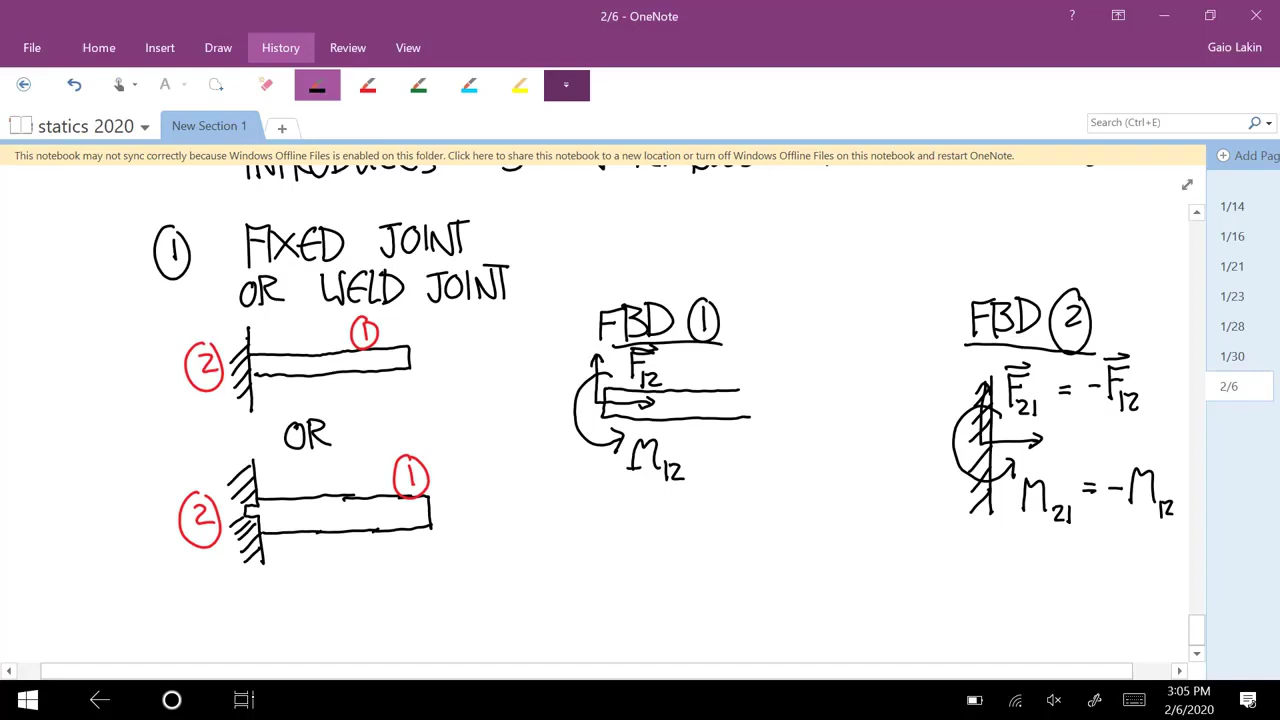 2/6 - OneNote
?
File Home Insert Draw History Review View
Gaio Lakin
A
statics 2020
New Section 1
+
Search (Ctrl+E)
This notebook may not sync correctly because Windows Offline Files is enabled on this folder. Click here to share this notebook to a new location or turn off Windows Offline Files on this notebook and restart OneNote.
Add Pag
1/14
1/16
1/21
1/23
1/28
1/30
2/6
INTRODUCES
① FIXED JOINT
OR WELD JOINT
①
②
OR
①
②
FBD ①
F⃗₁₂
M₁₂
FBD ②
F⃗₂₁ = -F⃗₁₂
M₂₁ = -M₁₂
3:05 PM
2/6/2020